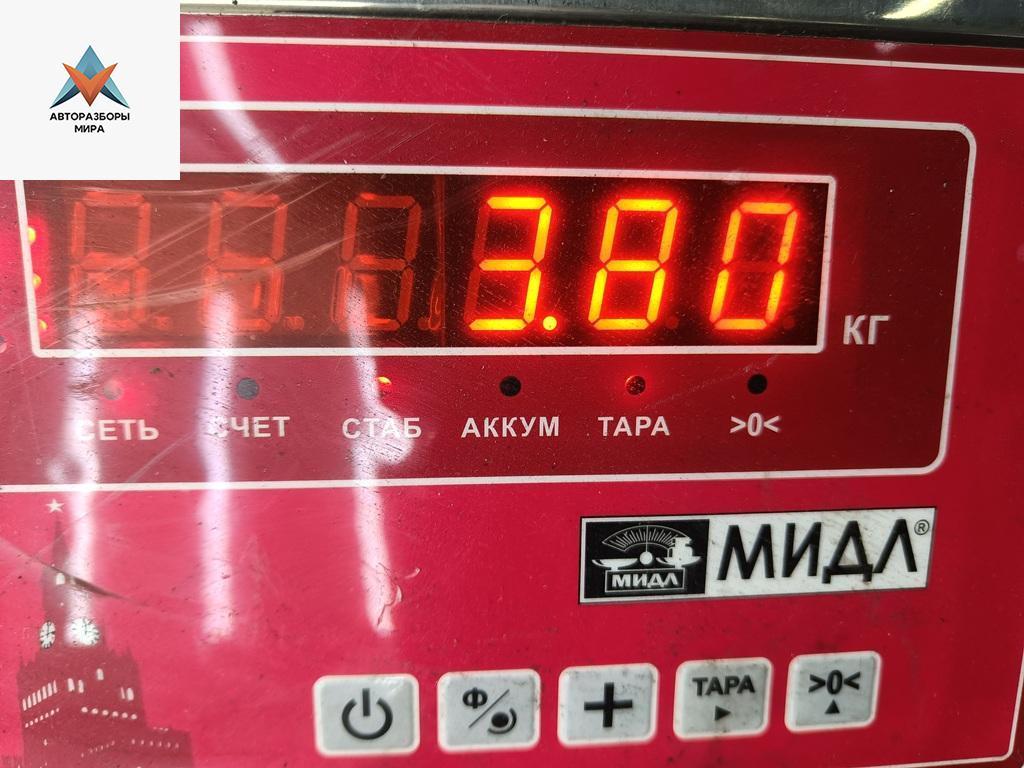 АВТОРАЗБОРЫ
МИРА
3.80
КГ
СЕТЬ СЧЕТ СТАБ АККУМ ТАРА >0<
МИДЛ МИДЛ®
Ф ТАРА >0<